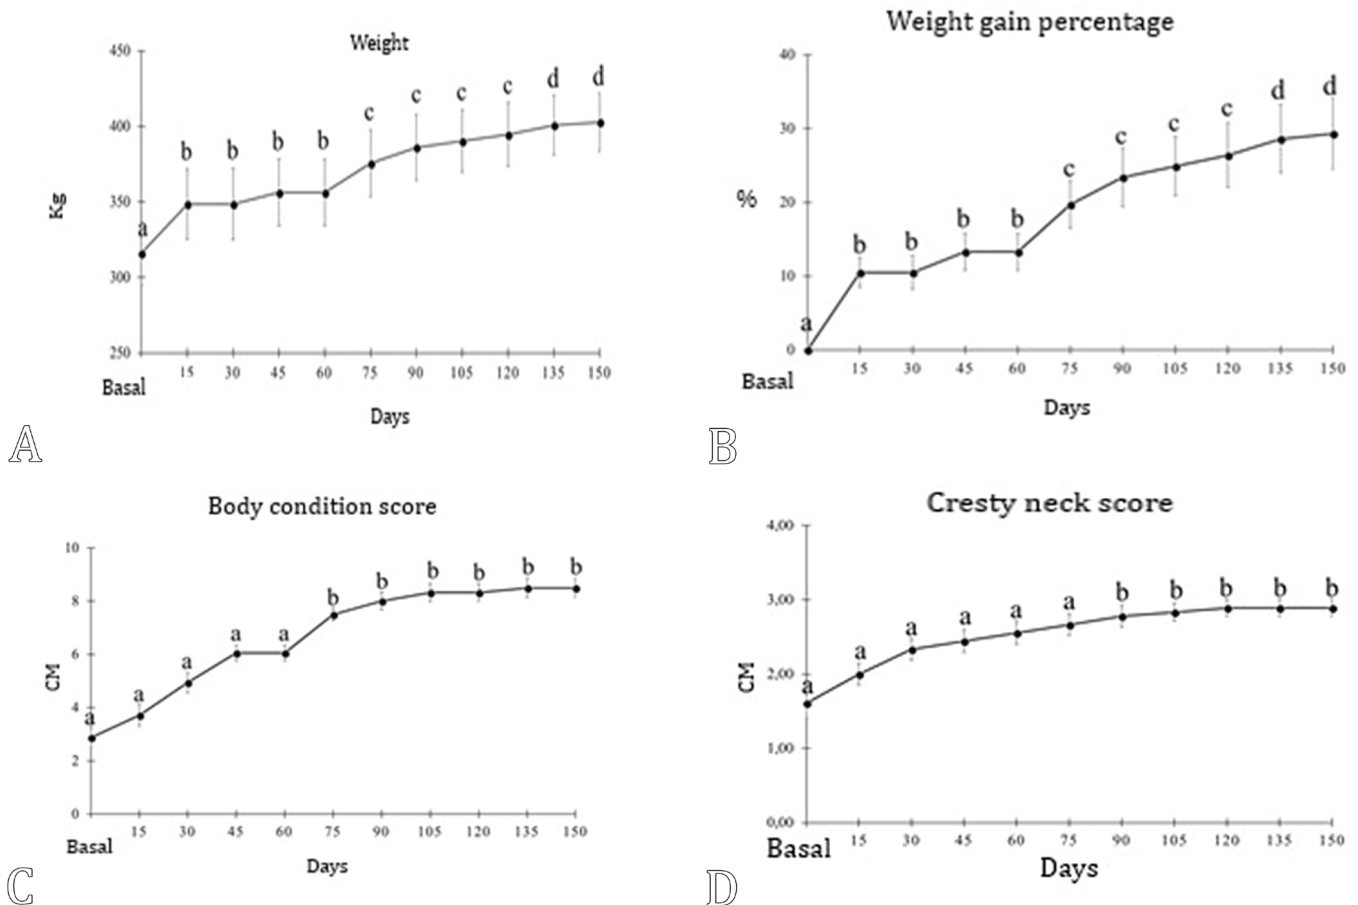 Weight
450
400
350
300
250
Kg
a b b b b c c c c d d
15 30 45 60 75 90 105 120 135 150
Basal
Days
A
Weight gain percentage
40
30
20
10
0
%
a b b b b c c c c d d
15 30 45 60 75 90 105 120 135 150
Basal
Days
B
Body condition score
10
8
6
4
2
0
CM
a a a a a b b b b b b
15 30 45 60 75 90 105 120 135 150
Basal
Days
C
Cresty neck score
4,00
3,00
2,00
1,00
0,00
CM
a a a a a a b b b b b
15 30 45 60 75 90 105 120 135 150
Basal
Days
D